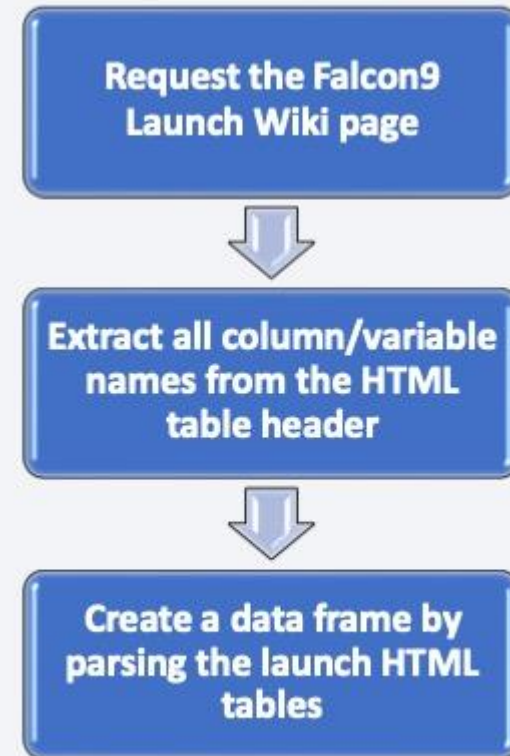 Request the Falcon9
Launch Wiki page
Extract all column/variable
names from the HTML
table header
Create a data frame by
parsing the launch HTML
tables